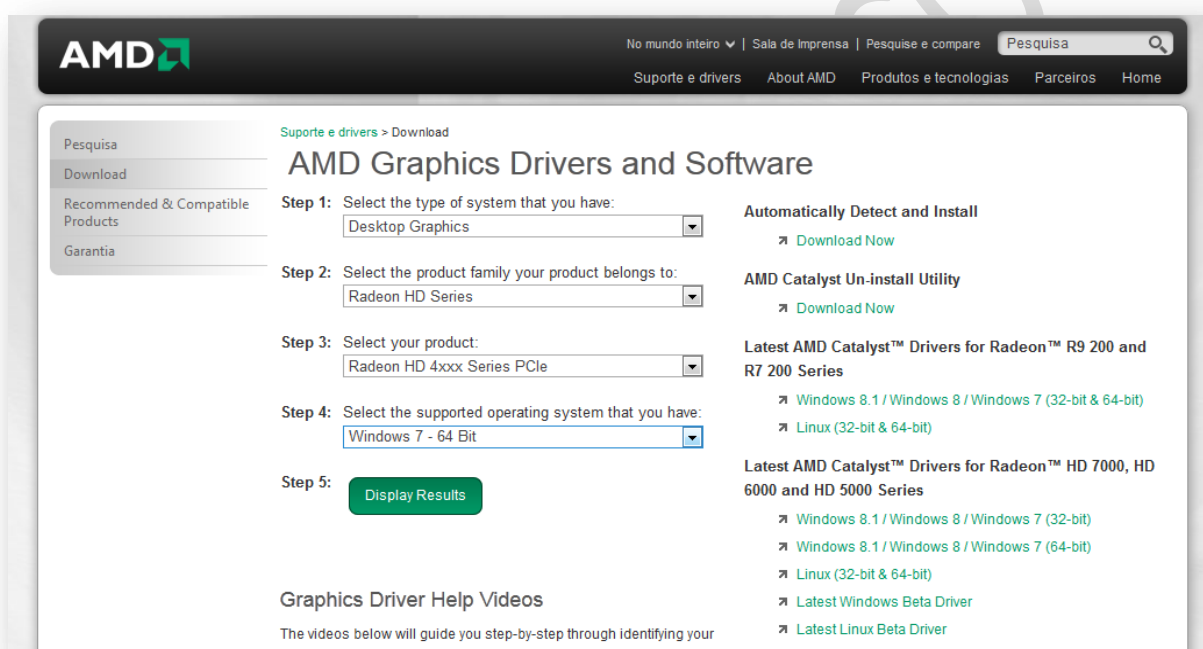 AMD
No mundo inteiro | Sala de Imprensa | Pesquise e compare
Pesquisa
Suporte e drivers About AMD Produtos e tecnologias Parceiros Home
Pesquisa
Download
Recommended & Compatible
Products
Garantia
Suporte e drivers > Download
AMD Graphics Drivers and Software
Step 1: Select the type of system that you have:
Desktop Graphics
Step 2: Select the product family your product belongs to:
Radeon HD Series
Step 3: Select your product:
Radeon HD 4xxx Series PCIe
Step 4: Select the supported operating system that you have:
Windows 7 - 64 Bit
Step 5: Display Results
Graphics Driver Help Videos
The videos below will guide you step-by-step through identifying your
Automatically Detect and Install
Download Now
AMD Catalyst Un-install Utility
Download Now
Latest AMD Catalyst™ Drivers for Radeon™ R9 200 and
R7 200 Series
Windows 8.1 / Windows 8 / Windows 7 (32-bit & 64-bit)
Linux (32-bit & 64-bit)
Latest AMD Catalyst™ Drivers for Radeon™ HD 7000, HD
6000 and HD 5000 Series
Windows 8.1 / Windows 8 / Windows 7 (32-bit)
Windows 8.1 / Windows 8 / Windows 7 (64-bit)
Linux (32-bit & 64-bit)
Latest Windows Beta Driver
Latest Linux Beta Driver